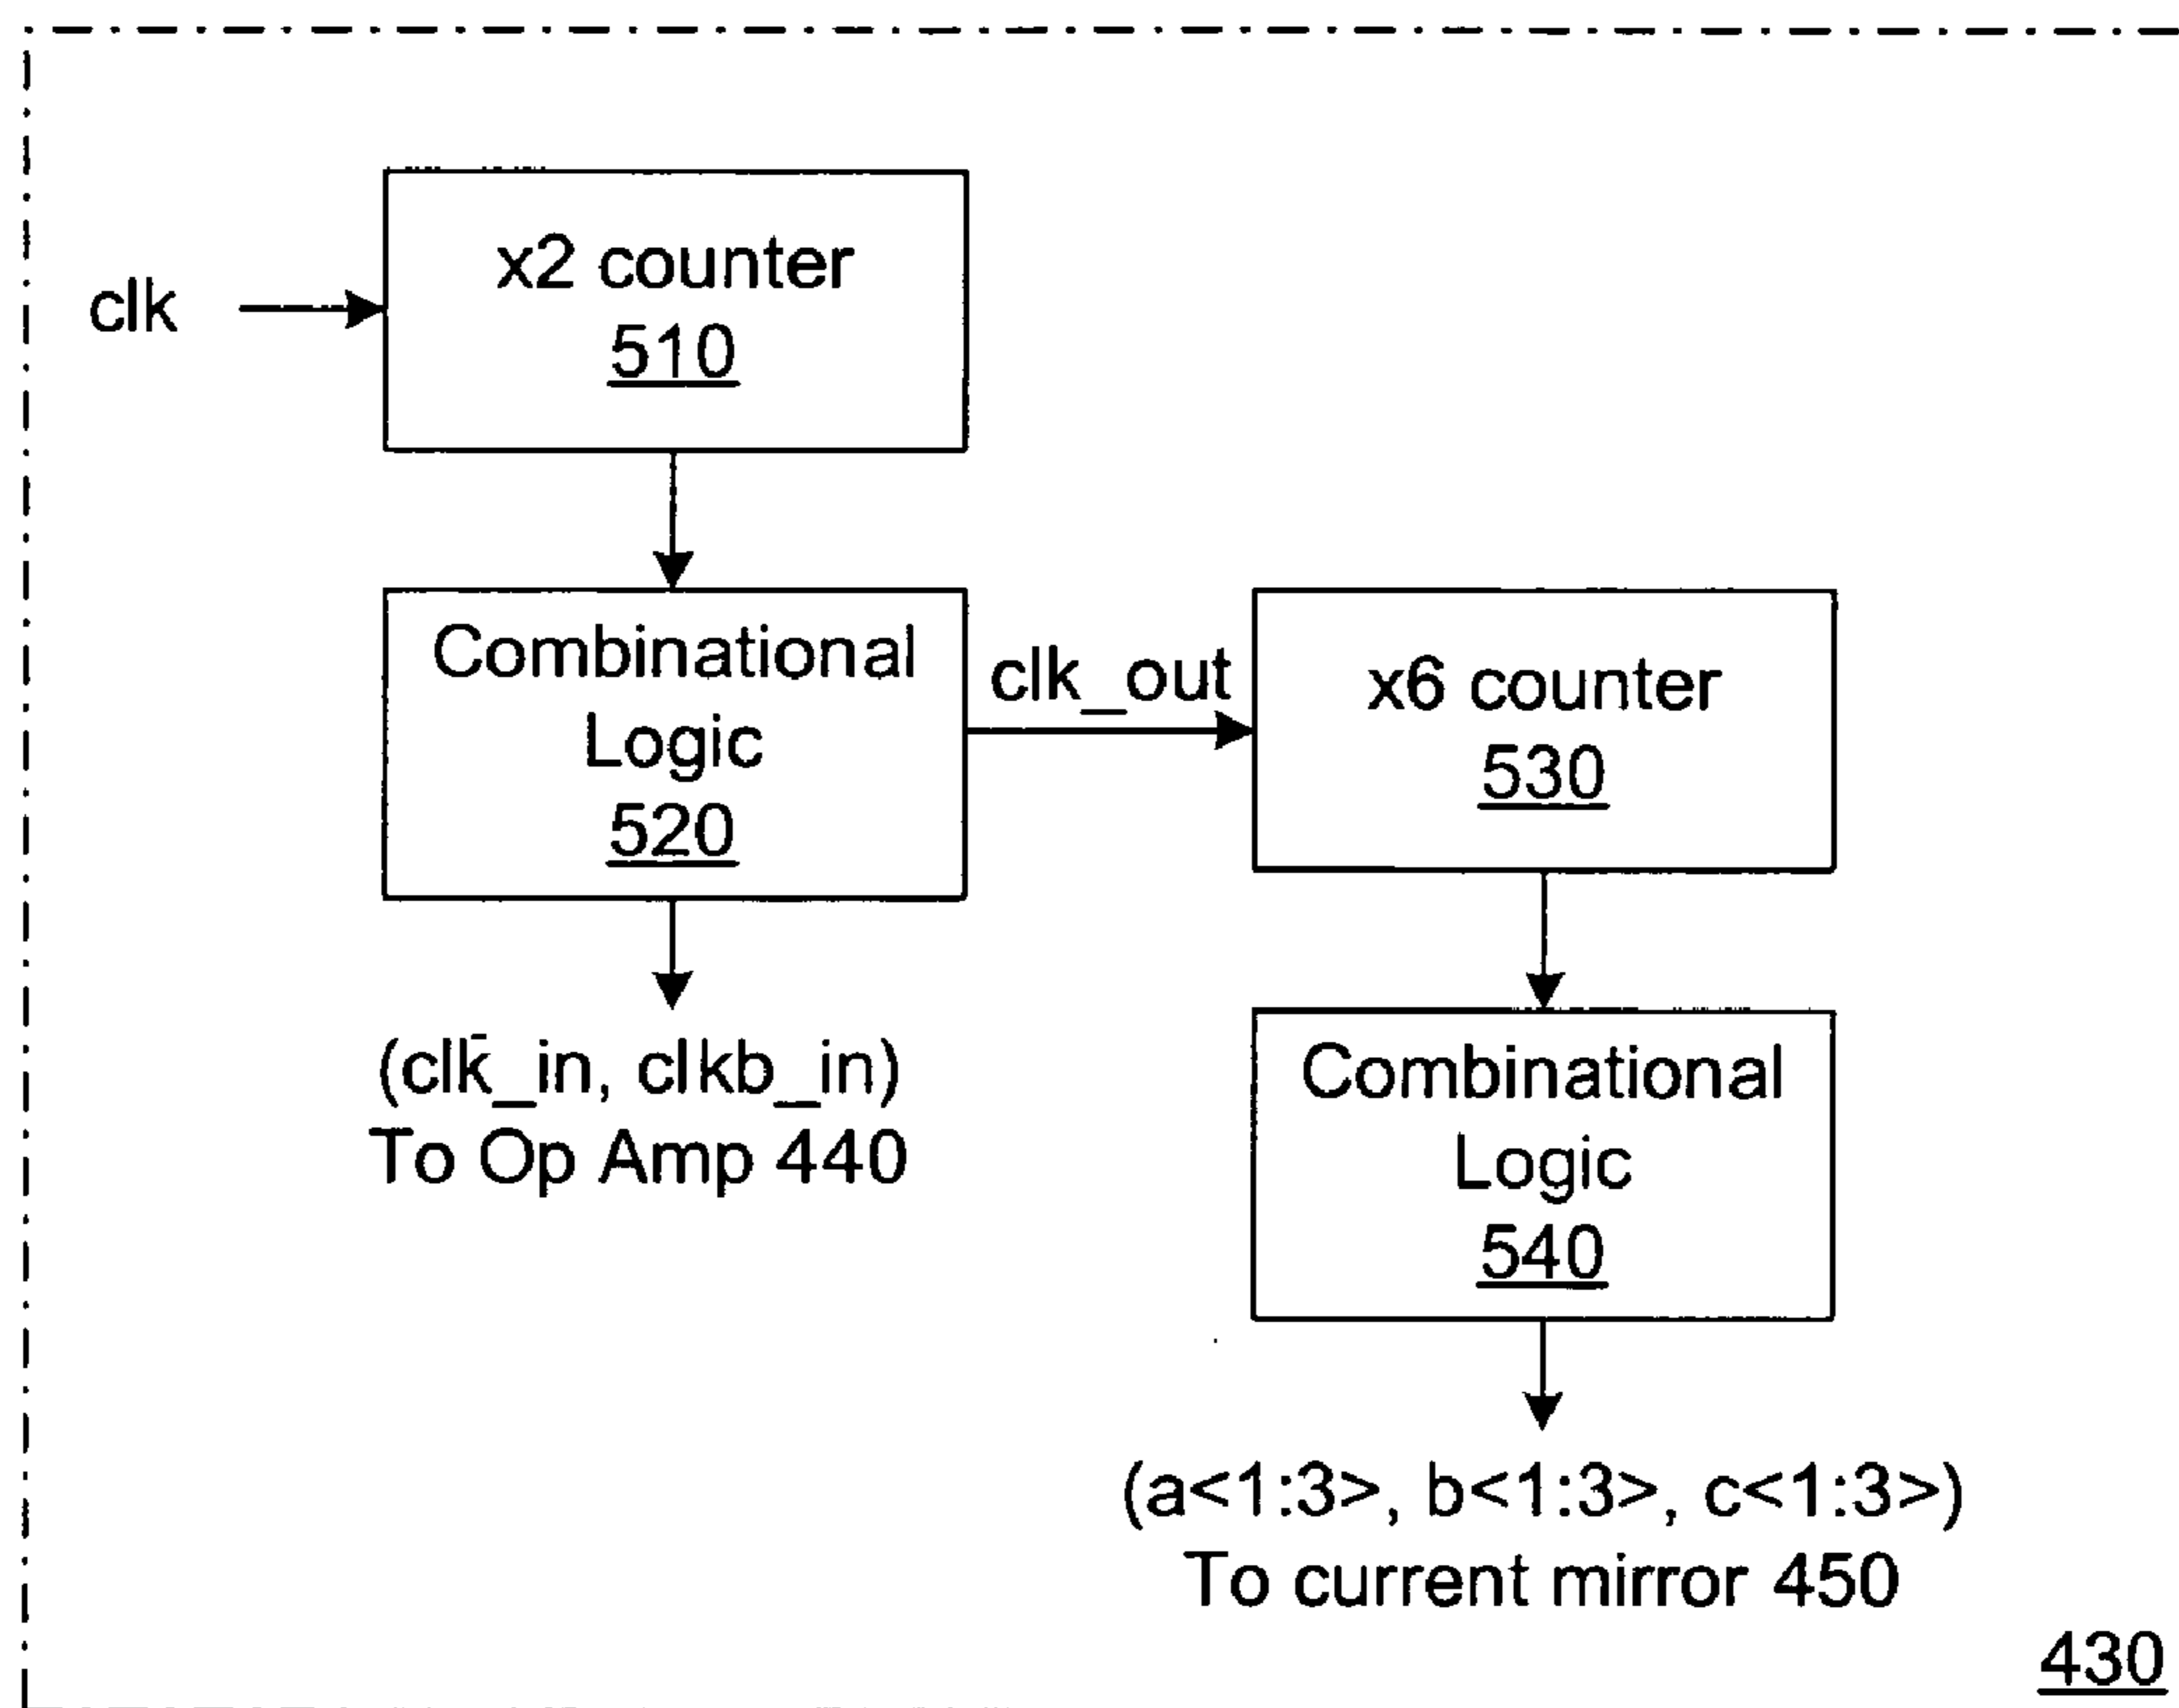 clk
x2 counter
510
Combinational
Logic
520
clk_out
x6 counter
530
(clk_in, clkb_in)
To Op Amp 440
Combinational
Logic
540
(a<1:3>, b<1:3>, c<1:3>)
To current mirror 450
430